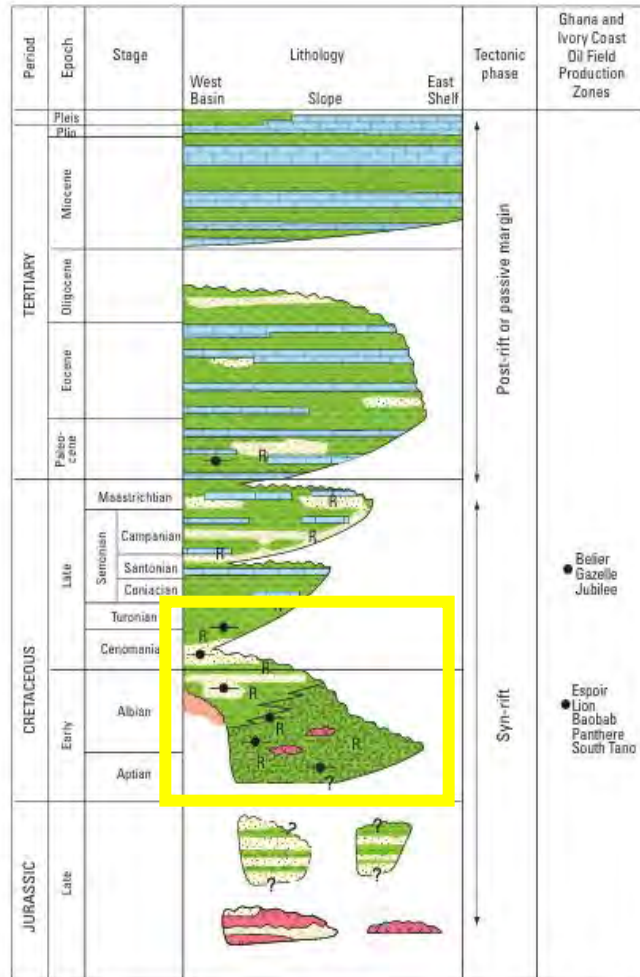 Period
Epoch
Stage
Lithology
West
Basin
Slope
East
Shelf
Tectonic
phase
Ghana and
Ivory Coast
Oil Field
Production
Zones
TERTIARY
Pleis
Plio
Miocene
Oligocene
Eocene
Paleo-
cene
R
Post-rift or passive margin
CRETACEOUS
Late
Maastrichtian
R
Senonian
Campanian
R
R
Santonian
Coniacian
Turonian
R
R
Cenomania
R
Belier
Gazelle
Jubilee
Early
Albian
R
R
R
Aptian
R
?
Syn-rift
Espoir
Lion
Baobab
Panthere
South Tano
JURASSIC
Late
? ?
? ?